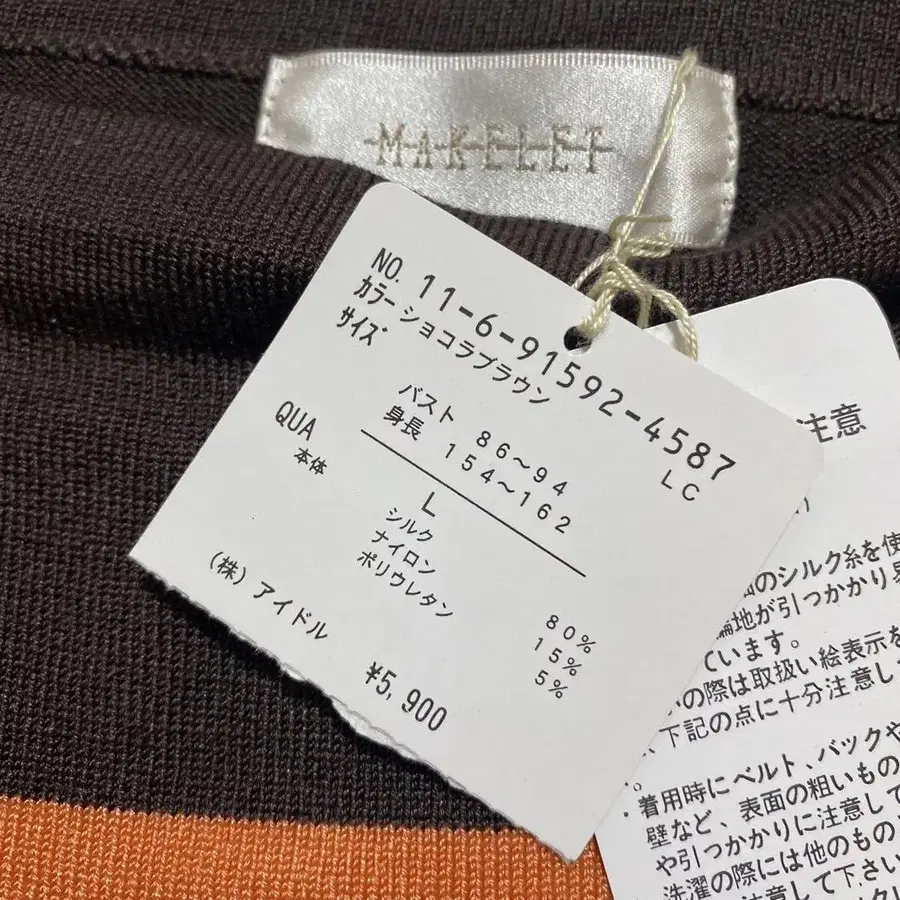 MAKELET
NO. 11-6-91592-4587
カラー ショコラブラウン LC
サイズ
バスト 86~94
身長 154~162
L
QUA
本体 シルク 80%
ナイロン 15%
ポリウレタン 5%
(株)アイドル
¥5,900
注意
のシルク糸を使
地が引っかかり易
ています。
の際は取扱い絵表示を
、下記の点に十分注意し
。
・着用時にベルト、バックや
壁など、表面の粗いもの
や引っかかりに注意して
洗濯の際には他のもの
注意して下さい